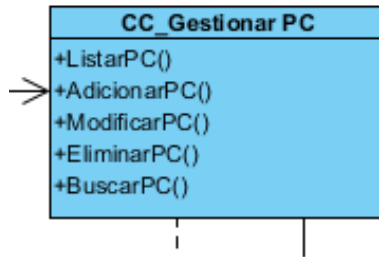 CC_Gestionar PC
+ListarPC()
+AdicionarPC()
+ModificarPC()
+EliminarPC()
+BuscarPC()